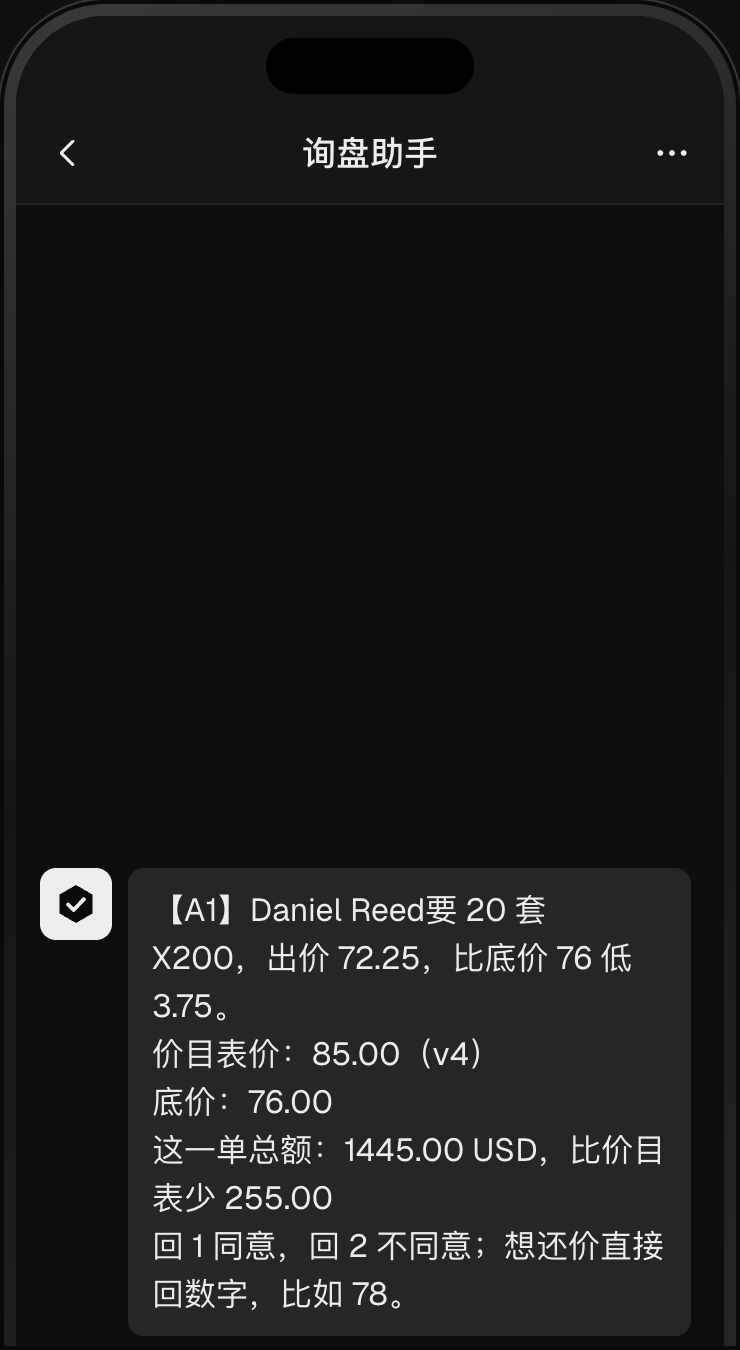 询盘助手
【A1】Daniel Reed要 20 套
X200，出价 72.25，比底价 76 低
3.75。
价目表价：85.00（v4）
底价：76.00
这一单总额：1445.00 USD，比价目
表少 255.00
回 1 同意，回 2 不同意；想还价直接
回数字，比如 78。